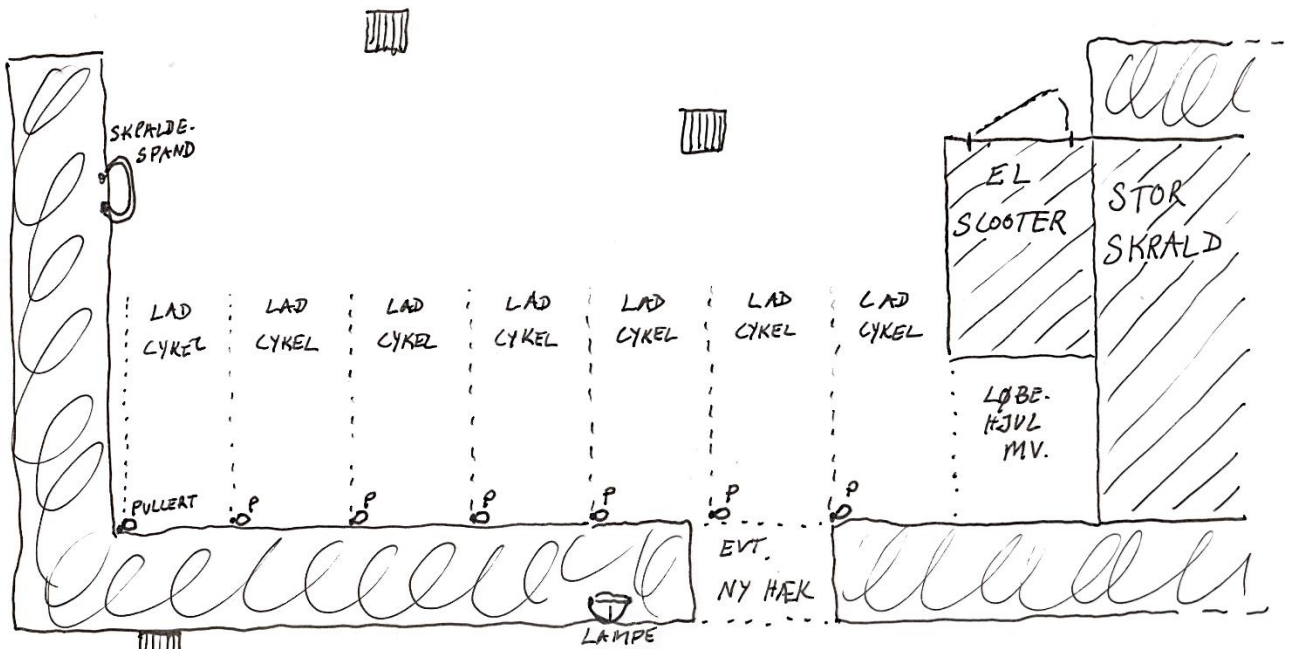 SKRALDE-
SPAND
EL
SCOOTER
STOR
SKRALD
LAD
CYKEL
LAD
CYKEL
LAD
CYKEL
LAD
CYKEL
LAD
CYKEL
LAD
CYKEL
LAD
CYKEL
LØBE-
HJUL
MV.
PULLERT
P
P
P
P
P
P
EVT.
NY HÆK
LAMPE